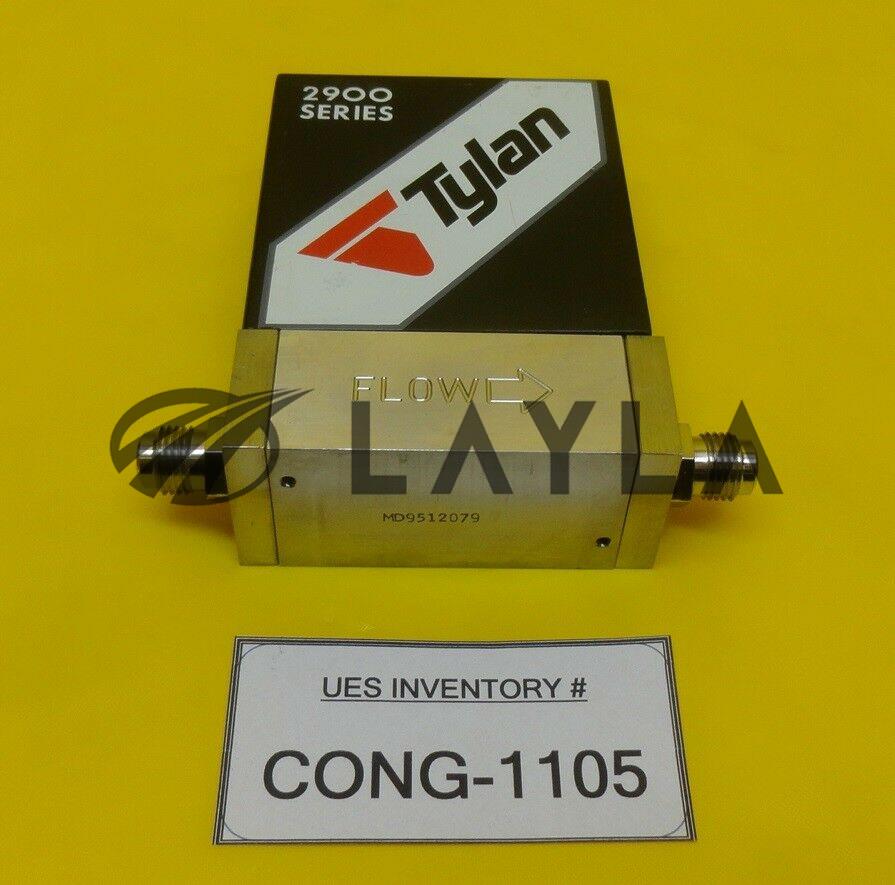 2900
SERIES
Tylan
FLOW
LAYLA
MD9512079
UES INVENTORY #
CONG-1105